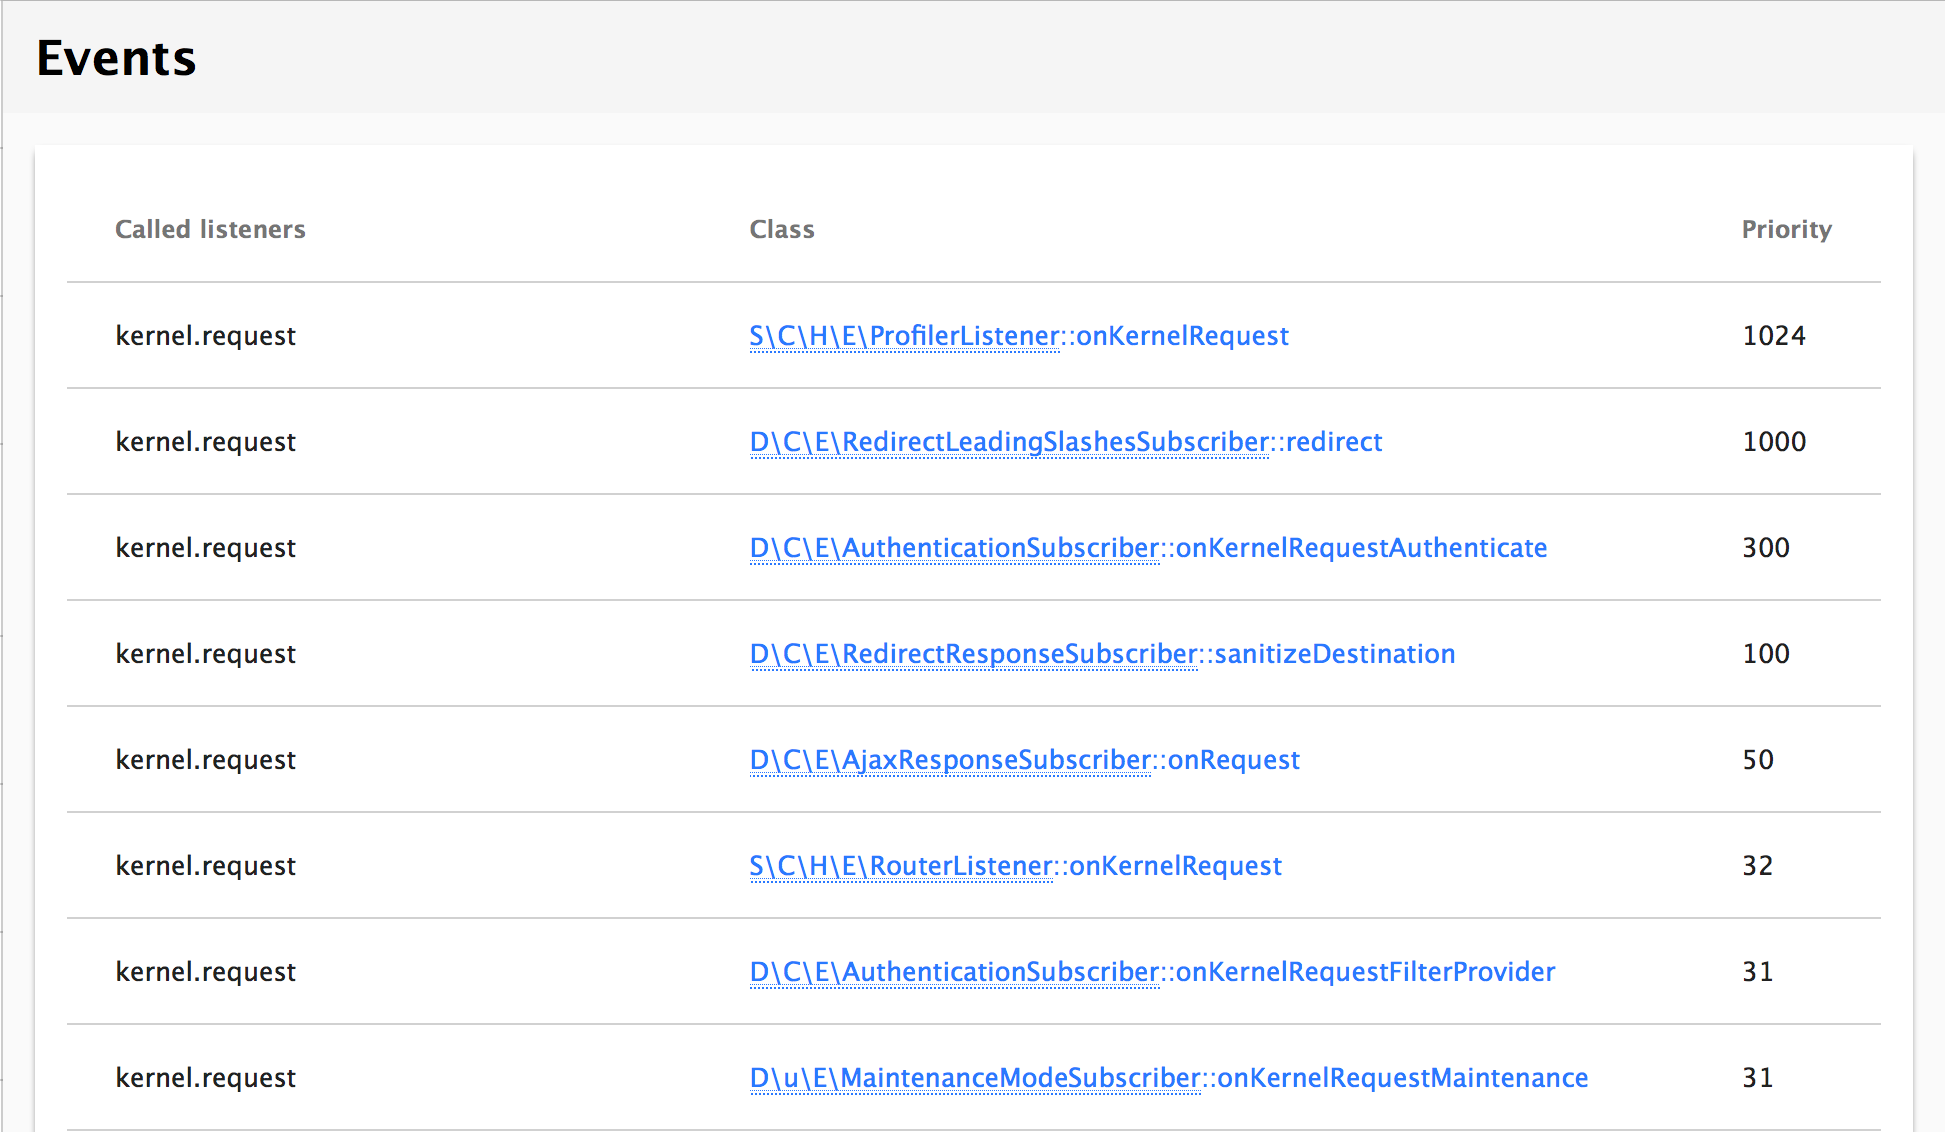 Events
Called listeners Class Priority
kernel.request S\C\H\E\ProfilerListener::onKernelRequest 1024
kernel.request D\C\E\RedirectLeadingSlashesSubscriber::redirect 1000
kernel.request D\C\E\AuthenticationSubscriber::onKernelRequestAuthenticate 300
kernel.request D\C\E\RedirectResponseSubscriber::sanitizeDestination 100
kernel.request D\C\E\AjaxResponseSubscriber::onRequest 50
kernel.request S\C\H\E\RouterListener::onKernelRequest 32
kernel.request D\C\E\AuthenticationSubscriber::onKernelRequestFilterProvider 31
kernel.request D\u\E\MaintenanceModeSubscriber::onKernelRequestMaintenance 31